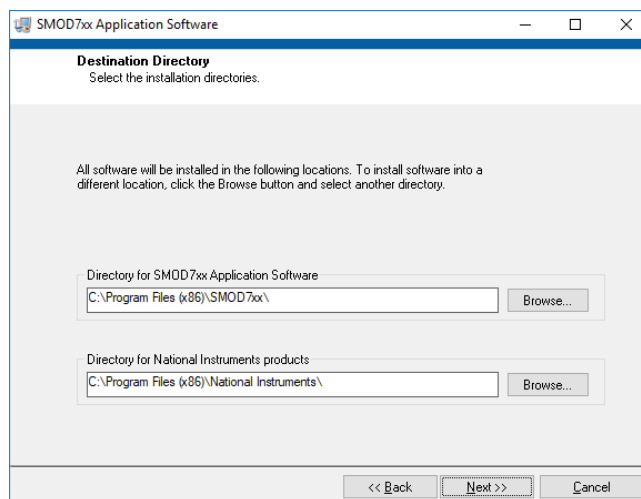 SMOD7xx Application Software
Destination Directory
Select the installation directories.
All software will be installed in the following locations. To install software into a
different location, click the Browse button and select another directory.
Directory for SMOD7xx Application Software
C:\Program Files (x86)\SMOD7xx\
Browse...
Directory for National Instruments products
C:\Program Files (x86)\National Instruments\
Browse...
<< Back
Next >>
Cancel